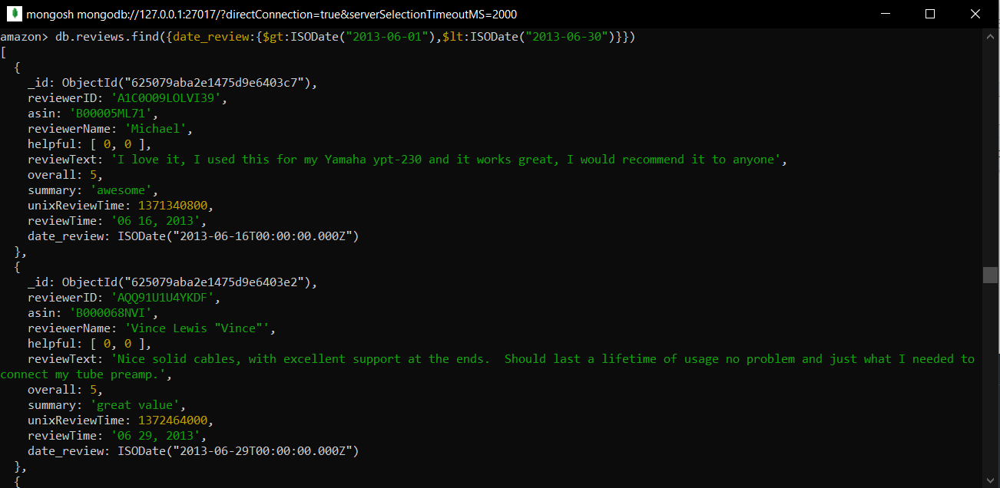 mongosh mongodb://127.0.0.1:27017/?directConnection=true&serverSelectionTimeoutMS=2000
amazon> db.reviews.find({date_review:{$gt:ISODate("2013-06-01"),$lt:ISODate("2013-06-30")}})
[
  {
    _id: ObjectId("625079aba2e1475d9e6403c7"),
    reviewerID: 'A1C0O09LOLVI39',
    asin: 'B00005ML71',
    reviewerName: 'Michael',
    helpful: [ 0, 0 ],
    reviewText: 'I love it, I used this for my Yamaha ypt-230 and it works great, I would recommend it to anyone',
    overall: 5,
    summary: 'awesome',
    unixReviewTime: 1371340800,
    reviewTime: '06 16, 2013',
    date_review: ISODate("2013-06-16T00:00:00.000Z")
  },
  {
    _id: ObjectId("625079aba2e1475d9e6403e2"),
    reviewerID: 'AQQ91U1U4YKDF',
    asin: 'B000068NVI',
    reviewerName: 'Vince Lewis "Vince"',
    helpful: [ 0, 0 ],
    reviewText: 'Nice solid cables, with excellent support at the ends.  Should last a lifetime of usage no problem and just what I needed to
connect my tube preamp.',
    overall: 5,
    summary: 'great value',
    unixReviewTime: 1372464000,
    reviewTime: '06 29, 2013',
    date_review: ISODate("2013-06-29T00:00:00.000Z")
  },
  {